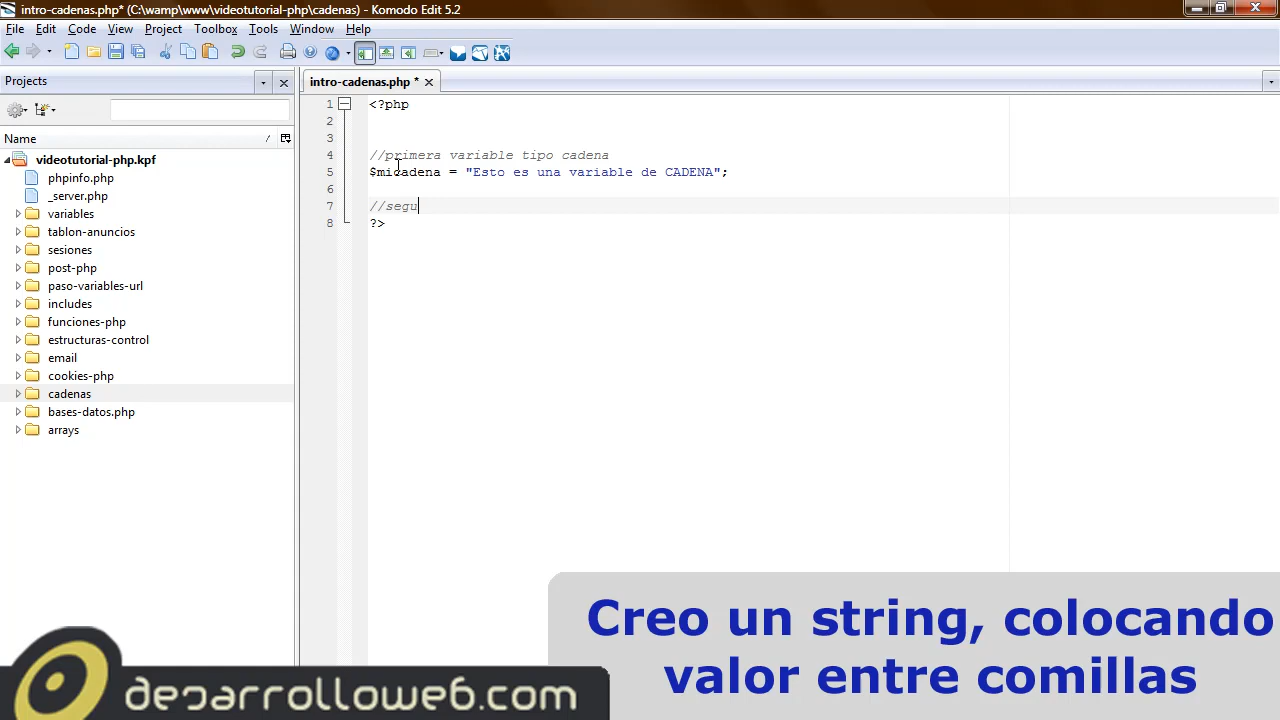 intro-cadenas.php* (C:\wamp\www\videotutorial-php\cadenas) - Komodo Edit 5.2
File Edit Code View Project Toolbox Tools Window Help
Projects
intro-cadenas.php *
Name
videotutorial-php.kpf
phpinfo.php
_server.php
variables
tablon-anuncios
sesiones
post-php
paso-variables-url
includes
funciones-php
estructuras-control
email
cookies-php
cadenas
bases-datos.php
arrays
1 <?php
2
3
4 //primera variable tipo cadena
5 $micadena = "Esto es una variable de CADENA";
6
7 //segu
8 ?>
Creo un string, colocando
valor entre comillas
desarrolloweb.com